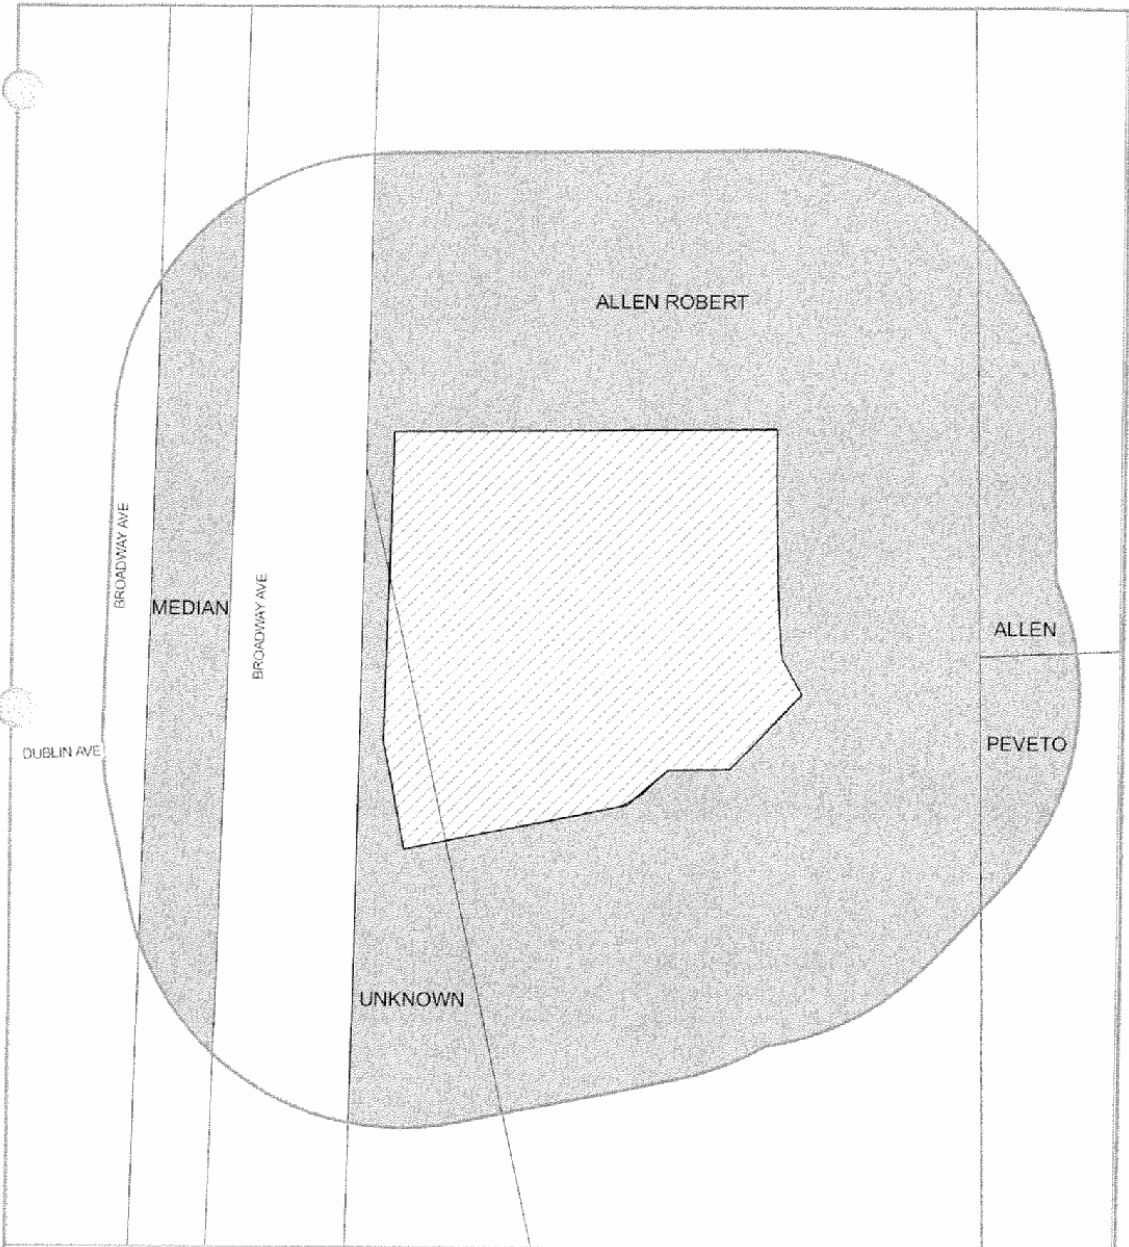 ALLEN ROBERT
BROADWAY AVE
MEDIAN
BROADWAY AVE
ALLEN
PEVETO
DUBLIN AVE
UNKNOWN